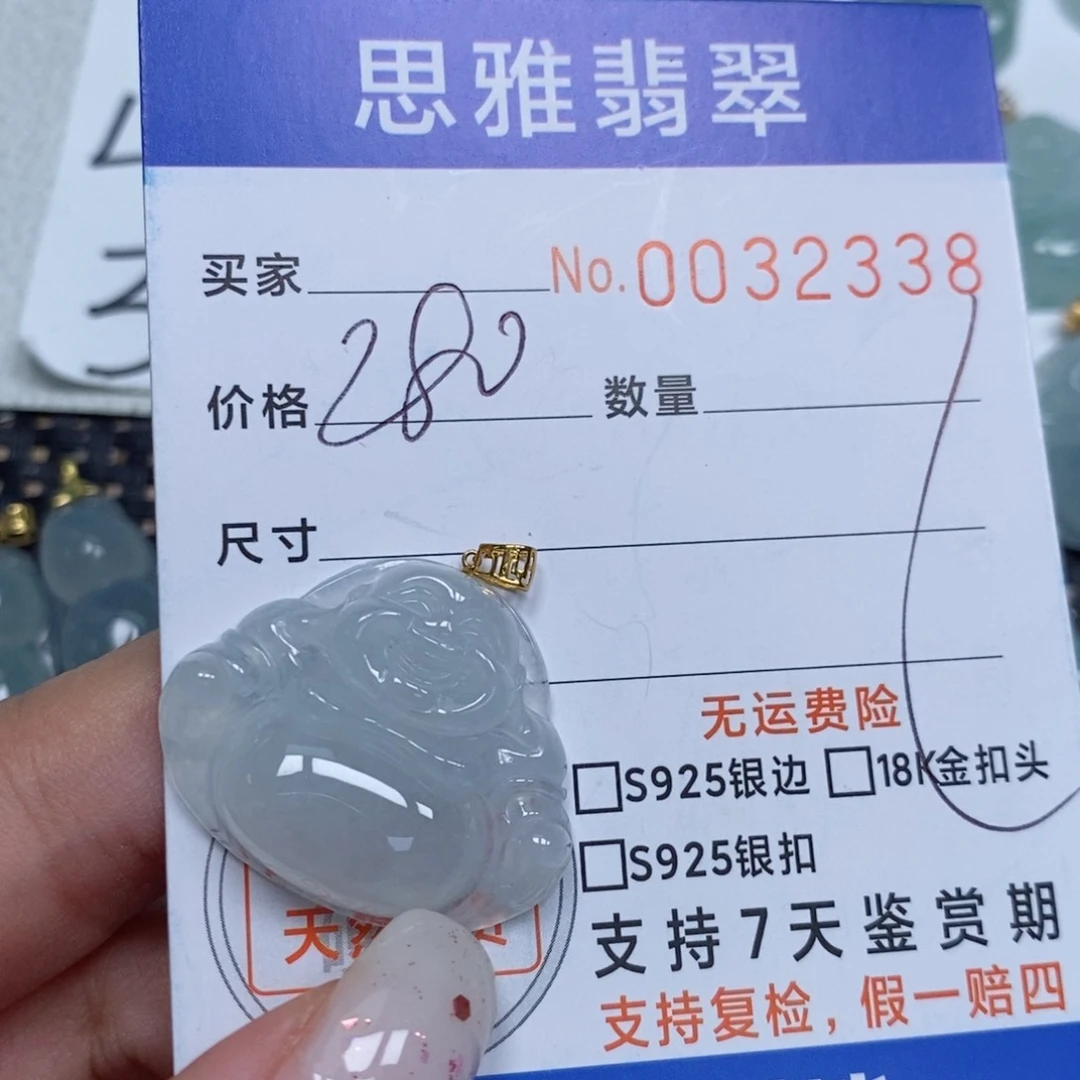 思雅翡翠
买家 No.0032338
价格 280 数量
尺寸
无运费险
□S925银边 □18K金扣头
□S925银扣
天然
支持7天鉴赏期
支持复检，假一赔四